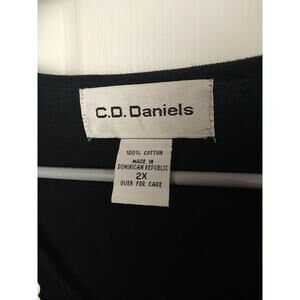 C.D. Daniels
100% COTTON
MADE IN
DOMINICAN REPUBLIC
2X
OVER FOR CARE